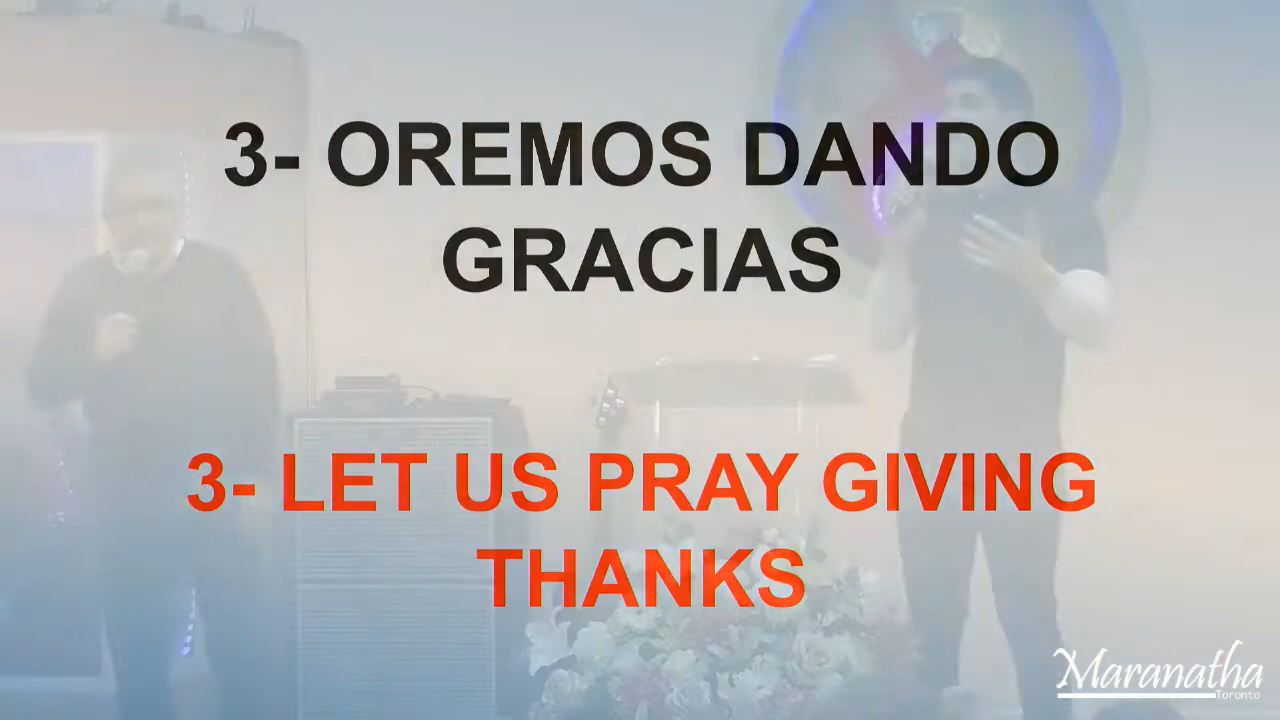 3- OREMOS DANDO
GRACIAS
3- LET US PRAY GIVING
THANKS
Maranatha
Toronto